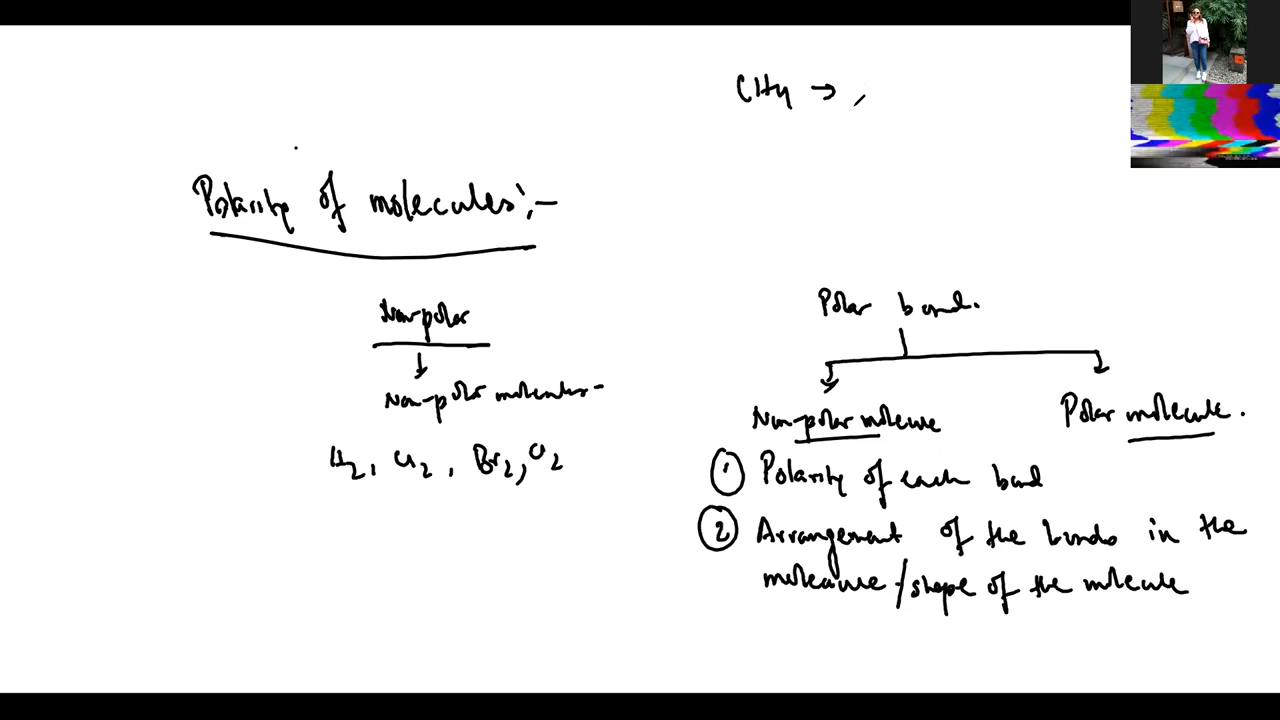 CH4 →
Polarity of molecules:-
Non-polar
Polar bond.
Non-polar molecules-
Non-polar molecule
Polar molecule.
H2, Cl2, Br2, O2
① Polarity of each bond
② Arrangement of the bonds in the
molecule / shape of the molecule